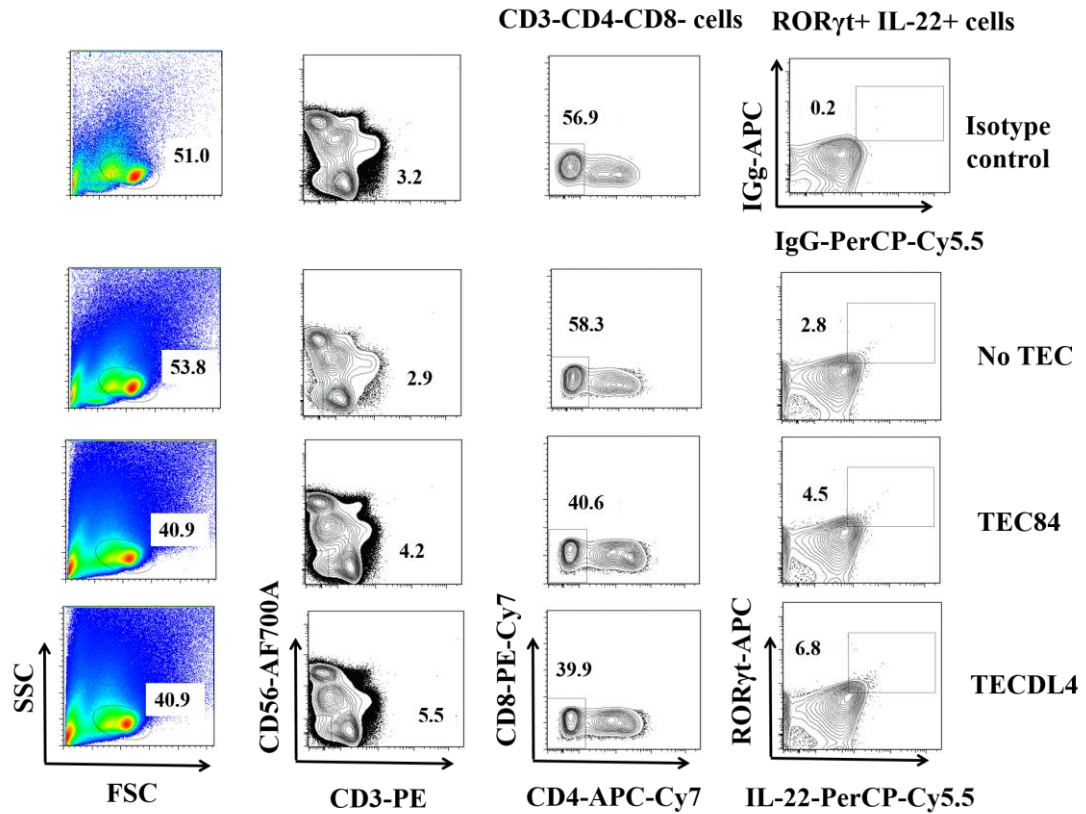 CD3-CD4-CD8- cells
RORγt+ IL-22+ cells
51.0
3.2
56.9
0.2
IGg-APC
Isotype
control
IgG-PerCP-Cy5.5
53.8
2.9
58.3
2.8
No TEC
40.9
4.2
40.6
4.5
TEC84
SSC
40.9
FSC
CD56-AF700A
5.5
CD3-PE
CD8-PE-Cy7
39.9
CD4-APC-Cy7
RORγt-APC
6.8
IL-22-PerCP-Cy5.5
TECDL4